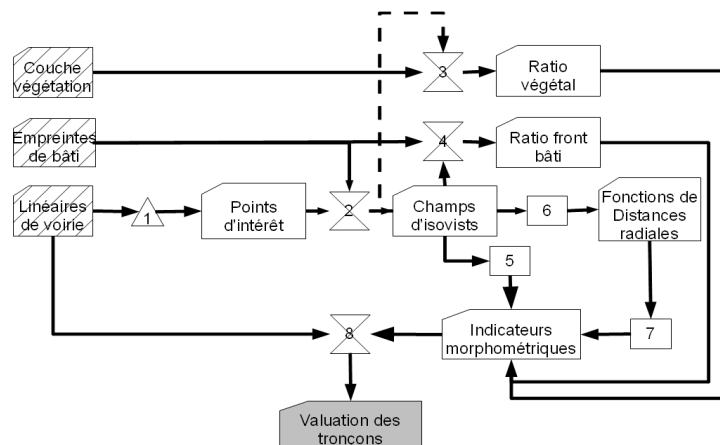 Couche
végétation
3
Ratio
végétal
Empreintes
de bâti
4
Ratio front
bâti
Linéaires
de voirie
1
Points
d'intérêt
2
Champs
d'isovists
6
Fonctions de
Distances
radiales
5
8
Indicateurs
morphométriques
7
Valuation des
troncons